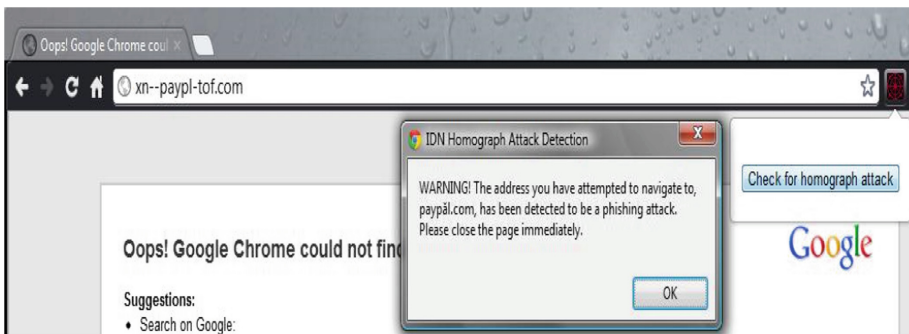 Oops! Google Chrome coul
xn--paypl-tof.com
IDN Homograph Attack Detection
WARNING! The address you have attempted to navigate to,
paypăl.com, has been detected to be a phishing attack.
Please close the page immediately.
OK
Check for homograph attack
Oops! Google Chrome could not find
Google
Suggestions:
• Search on Google: